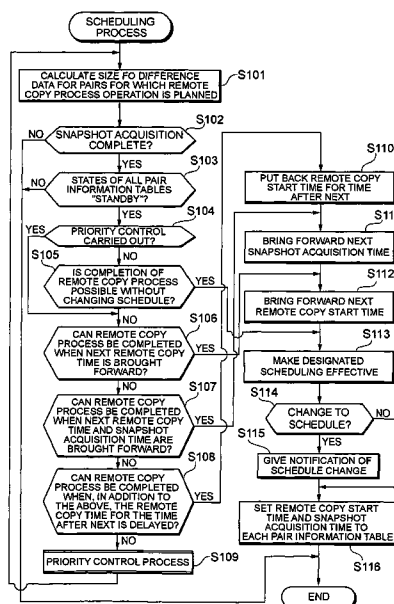 SCHEDULING
PROCESS
S101
CALCULATE SIZE FO DIFFERENCE
DATA FOR PAIRS FOR WHICH REMOTE
COPY PROCESS OPERATION IS PLANNED
S102
NO
SNAPSHOT ACQUISITION
COMPLETE?
YES
S103
STATES OF ALL PAIR
INFORMATION TABLES
"STANDBY"?
NO
YES
S104
YES
PRIORITY CONTROL
CARRIED OUT?
NO
S105
IS COMPLETION OF
REMOTE COPY PROCESS
POSSIBLE WITHOUT
CHANGING SCHEDULE?
YES
NO
S106
CAN REMOTE COPY
PROCESS BE COMPLETED
WHEN NEXT REMOTE COPY
TIME IS BROUGHT
FORWARD?
YES
NO
S107
CAN REMOTE COPY
PROCESS BE COMPLETED
WHEN NEXT REMOTE COPY
TIME AND SNAPSHOT
ACQUISITION TIME ARE
BROUGHT FORWARD?
YES
NO
S108
CAN REMOTE COPY
PROCESS BE COMPLETED
WHEN, IN ADDITION TO
THE ABOVE, THE REMOTE
COPY TIME FOR THE TIME
AFTER NEXT IS DELAYED?
YES
NO
PRIORITY CONTROL PROCESS
S109
S110
PUT BACK REMOTE COPY
START TIME FOR TIME
AFTER NEXT
BRING FORWARD NEXT
SNAPSHOT ACQUISITION TIME
S112
BRING FORWARD NEXT
REMOTE COPY START TIME
S113
MAKE DESIGNATED
SCHEDULING EFFECTIVE
S114
CHANGE TO
SCHEDULE?
NO
S115
YES
GIVE NOTIFICATION OF
SCHEDULE CHANGE
SET REMOTE COPY START
TIME AND SNAPSHOT
ACQUISITION TIME TO
EACH PAIR INFORMATION TABLE
S116
END